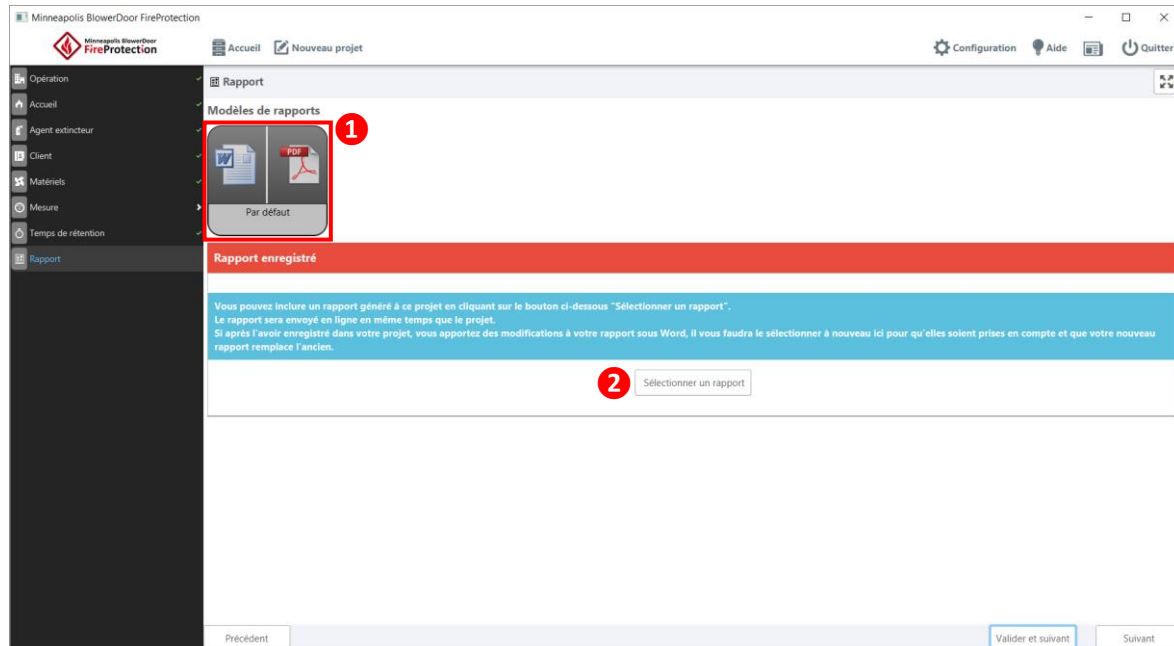 Minneapolis BlowerDoor FireProtection
Minneapolis BlowerDoor
FireProtection
Accueil
Nouveau projet
Configuration
Aide
Quitter
Opération
Accueil
Agent extincteur
Client
Matériels
Mesure
Temps de rétention
Rapport
Rapport
Modèles de rapports
1
W
PDF
Par défaut
Rapport enregistré
Vous pouvez inclure un rapport généré à ce projet en cliquant sur le bouton ci-dessous "Sélectionner un rapport".
Le rapport sera envoyé en ligne en même temps que le projet.
Si après l'avoir enregistré dans votre projet, vous apportez des modifications à votre rapport sous Word, il vous faudra le sélectionner à nouveau ici pour qu'elles soient prises en compte et que votre nouveau
rapport remplace l'ancien.
2
Sélectionner un rapport
Précédent
Valider et suivant
Suivant